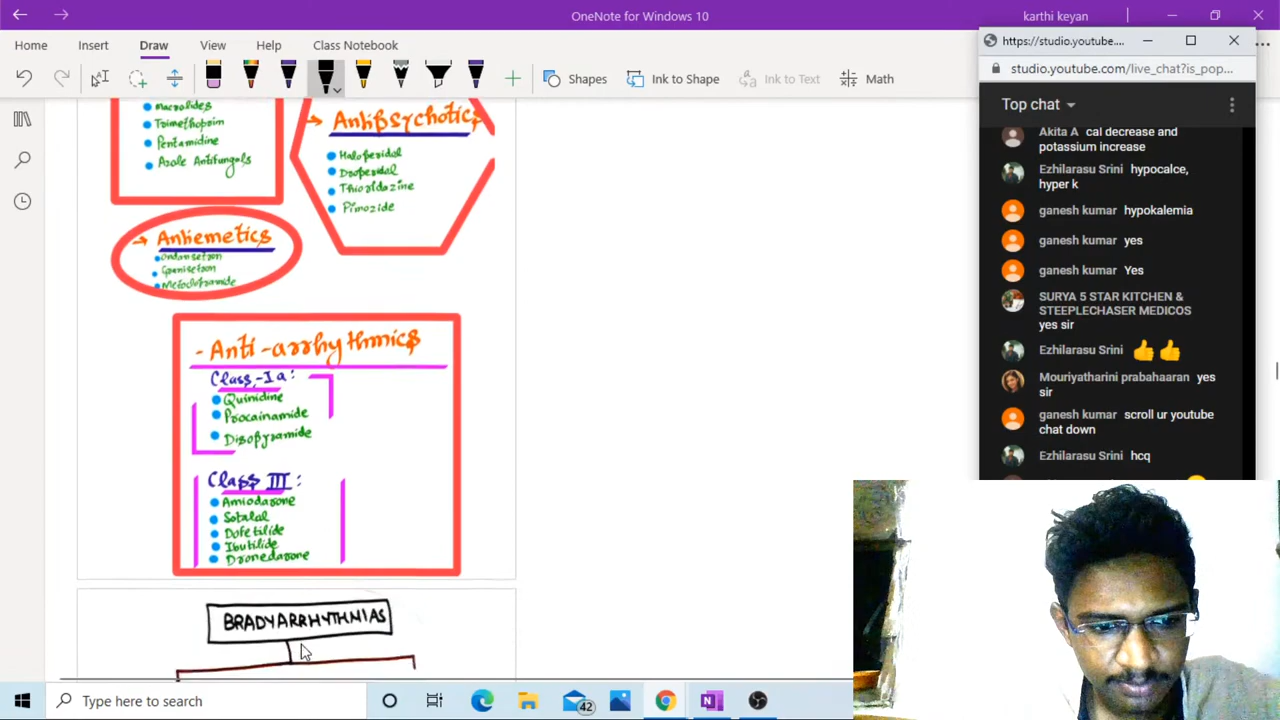 OneNote for Windows 10
karthi keyan
Home
Insert
Draw
View
Help
Class Notebook
Shapes
Ink to Shape
Ink to Text
Math
Macrolides
Trimethoprim
Pentamidine
Azole Antifungals
→ Antipsychotics
Haloperidal
Droperidal
Thioridazine
Pimozide
→ Antiemetics
Ondansetron
Granisetron
Metoclopramide
- Anti-arrhythmics
Class-Ia:
Quinidine
Procainamide
Disopyramide
Class III:
Amiodarone
Sotalal
Dofetilide
Ibutilide
Dronedarone
BRADYARRHYTHMIAS
https://studio.youtube....
studio.youtube.com/live_chat?is_pop...
Top chat
Akita A cal decrease and
potassium increase
Ezhilarasu Srini hypocalce,
hyper k
ganesh kumar hypokalemia
ganesh kumar yes
ganesh kumar Yes
SURYA 5 STAR KITCHEN &
STEEPLECHASER MEDICOS
yes sir
Ezhilarasu Srini 👍👍
Mouriyatharini prabahaaran yes
sir
ganesh kumar scroll ur youtube
chat down
Ezhilarasu Srini hcq
Type here to search
42